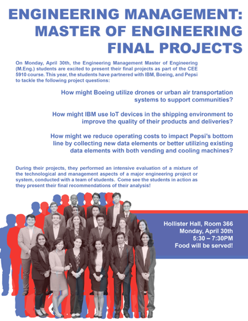 ENGINEERING MANAGEMENT:
MASTER OF ENGINEERING
FINAL PROJECTS
On Monday, April 30th, the Engineering Management Master of Engineering
(M.Eng.) students are excited to present their final projects as part of the CEE
5910 course. This year, the students have partnered with IBM, Boeing, and Pepsi
to tackle the following project questions:
How might Boeing utilize drones or urban air transportation
systems to support communities?
How might IBM use IoT devices in the shipping environment to
improve the quality of their products and deliveries?
How might we reduce operating costs to impact Pepsi's bottom
line by collecting new data elements or better utilizing existing
data elements with both vending and cooling machines?
During their projects, they performed an intensive evaluation of a mixture of
the technological and management aspects of a major engineering project or
system, conducted with a team of students. Come see the students in action as
they present their final recommendations of their analysis!
Hollister Hall, Room 366
Monday, April 30th
5:30 – 7:30PM
Food will be served!